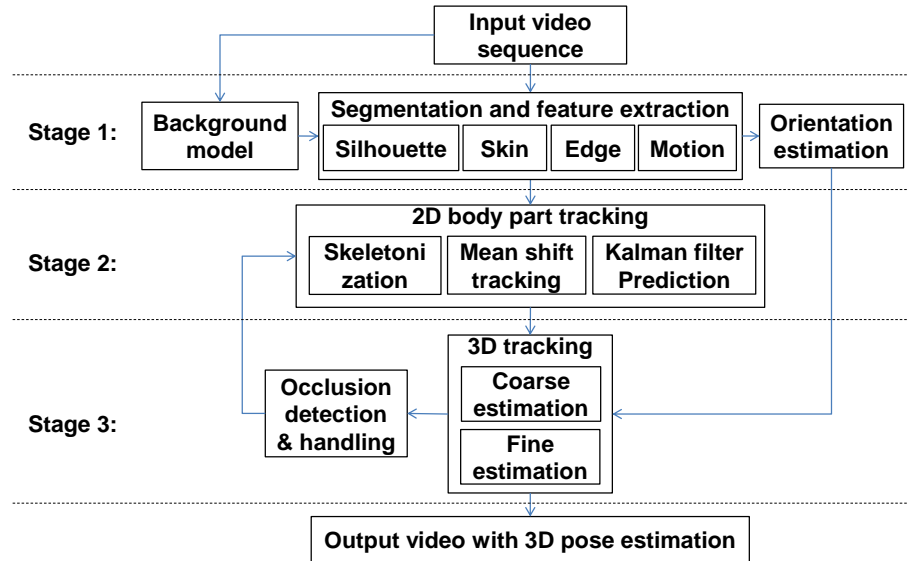 Input video
sequence
Stage 1:
Background
model
Segmentation and feature extraction
Silhouette
Skin
Edge
Motion
Orientation
estimation
Stage 2:
2D body part tracking
Skeletoni
zation
Mean shift
tracking
Kalman filter
Prediction
Stage 3:
3D tracking
Coarse
estimation
Fine
estimation
Occlusion
detection
& handling
Output video with 3D pose estimation